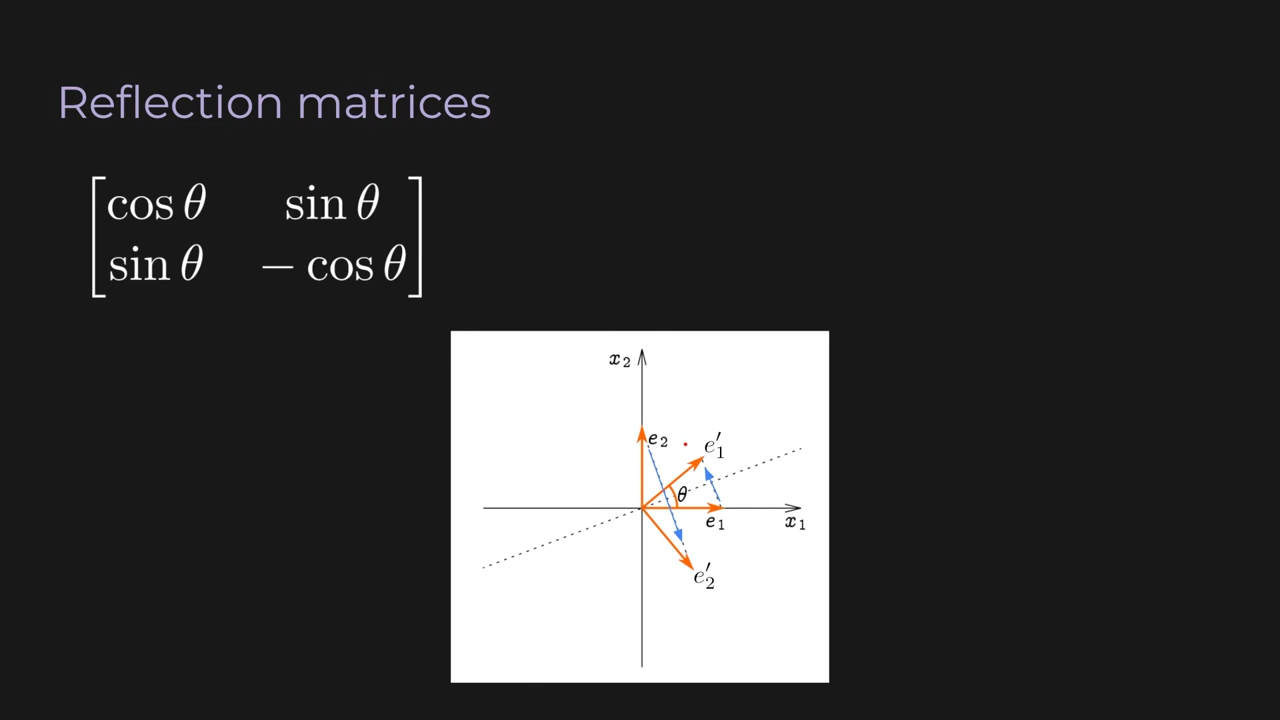 Reflection matrices
cos θ sin θ
sin θ − cos θ
x₂
e₂ e′₁
θ
e₁ x₁
e′₂